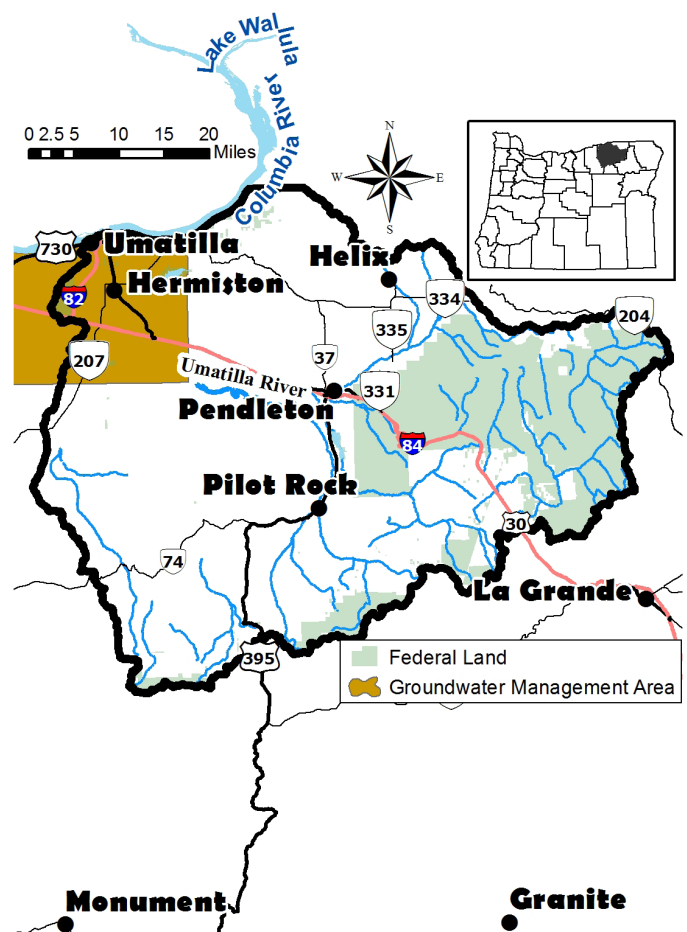 Lake Wal
lula
Columbia River
0 2.5 5 10 15 20
Miles
N
W E
S
730
Umatilla
Helix
Hermiston
82
334
204
335
207
37
Umatilla River
331
Pendleton
84
Pilot Rock
30
74
La Grande
395
Federal Land
Groundwater Management Area
Monument
Granite